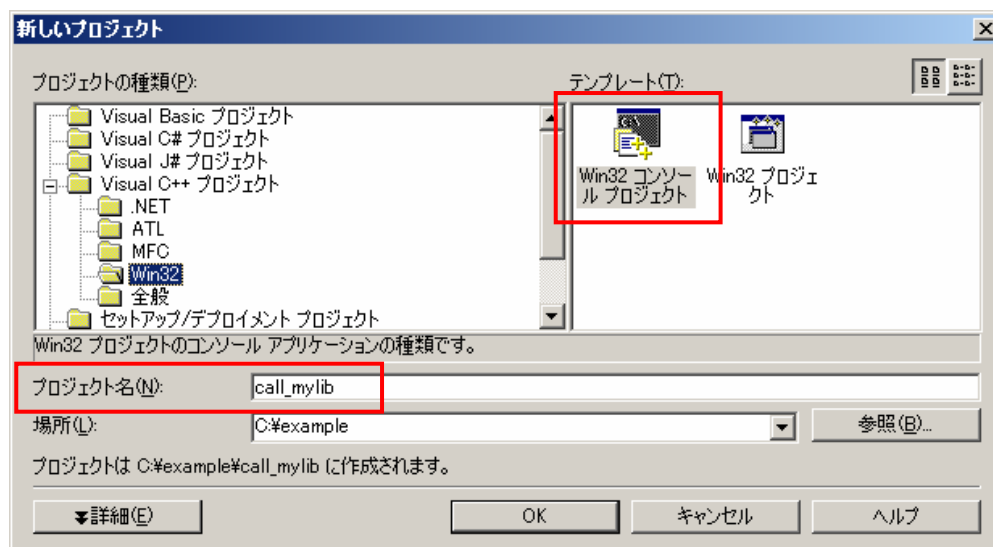 新しいプロジェクト
プロジェクトの種類(P):
テンプレート(T):
Visual Basic プロジェクト
Visual C# プロジェクト
Visual J# プロジェクト
Visual C++ プロジェクト
.NET
ATL
MFC
Win32
全般
セットアップ/デプロイメント プロジェクト
Win32 コンソー
ル プロジェクト
Win32 プロジェ
クト
Win32 プロジェクトのコンソール アプリケーションの種類です。
プロジェクト名(N):
call_mylib
場所(L):
C:¥example
参照(B)...
プロジェクトは C:¥example¥call_mylib に作成されます。
詳細(E)
OK
キャンセル
ヘルプ